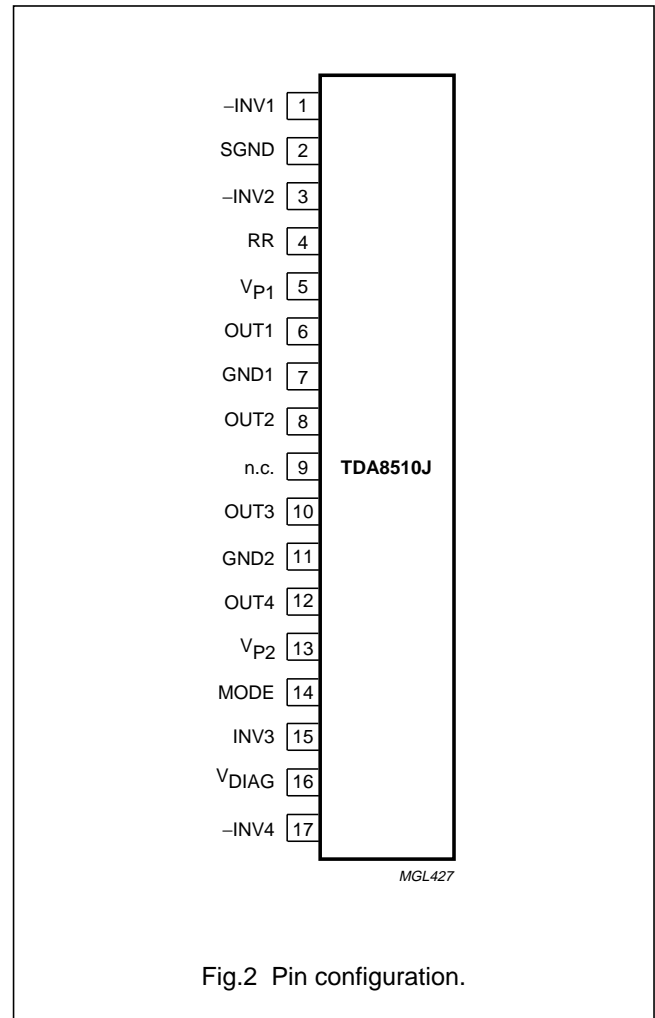 −INV1 1
SGND 2
−INV2 3
RR 4
VP1 5
OUT1 6
GND1 7
OUT2 8
n.c. 9 TDA8510J
OUT3 10
GND2 11
OUT4 12
VP2 13
MODE 14
INV3 15
VDIAG 16
−INV4 17
MGL427
Fig.2 Pin configuration.